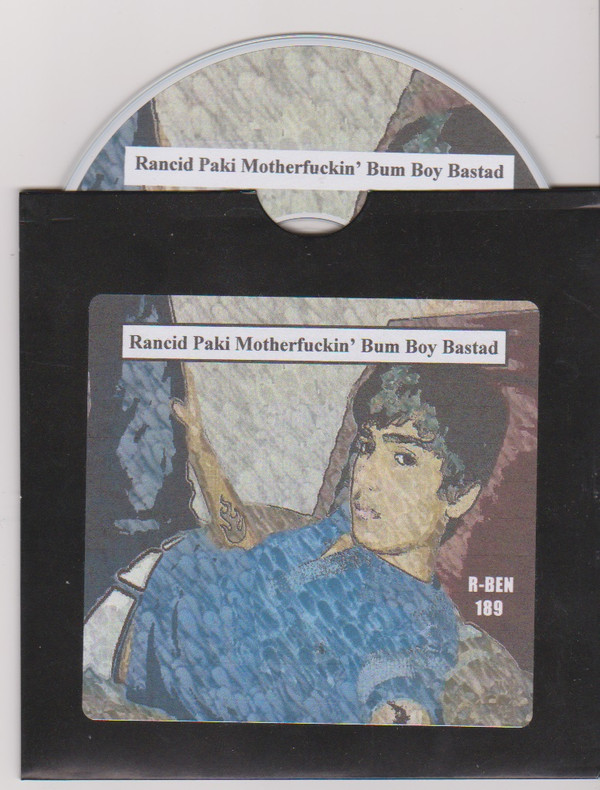 Rancid Paki Motherfuckin' Bum Boy Bastad
Rancid Paki Motherfuckin' Bum Boy Bastad
R-BEN
189